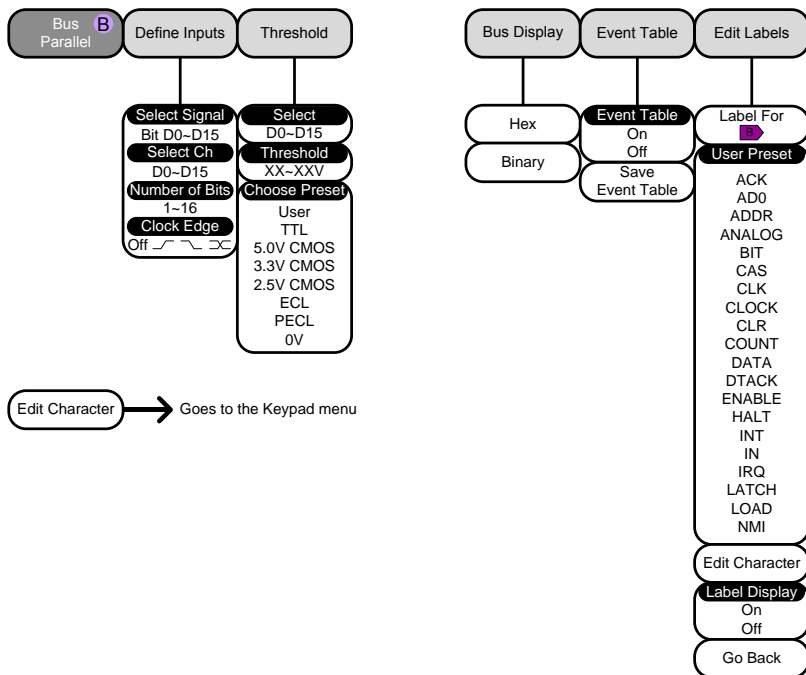 Bus B
Parallel
Define Inputs
Threshold
Bus Display
Event Table
Edit Labels
Select Signal
Bit D0~D15
Select Ch
D0~D15
Number of Bits
1~16
Clock Edge
Off
Select
D0~D15
Threshold
XX~XXV
Choose Preset
User
TTL
5.0V CMOS
3.3V CMOS
2.5V CMOS
ECL
PECL
0V
Hex
Binary
Event Table
On
Off
Save
Event Table
Label For
B
User Preset
ACK
AD0
ADDR
ANALOG
BIT
CAS
CLK
CLOCK
CLR
COUNT
DATA
DTACK
ENABLE
HALT
INT
IN
IRQ
LATCH
LOAD
NMI
Edit Character
Label Display
On
Off
Go Back
Edit Character
Goes to the Keypad menu